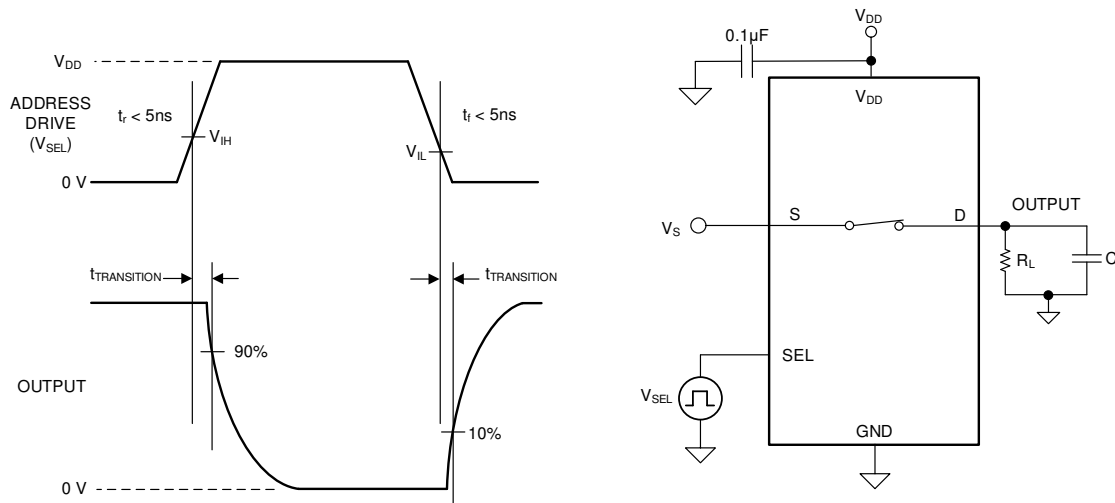 VDD
ADDRESS
DRIVE
(VSEL)
tr < 5ns
VIH
tf < 5ns
VIL
0 V
tTRANSITION
tTRANSITION
90%
OUTPUT
10%
0 V
VDD
0.1µF
VDD
VS
S
D
OUTPUT
RL
C
SEL
VSEL
GND